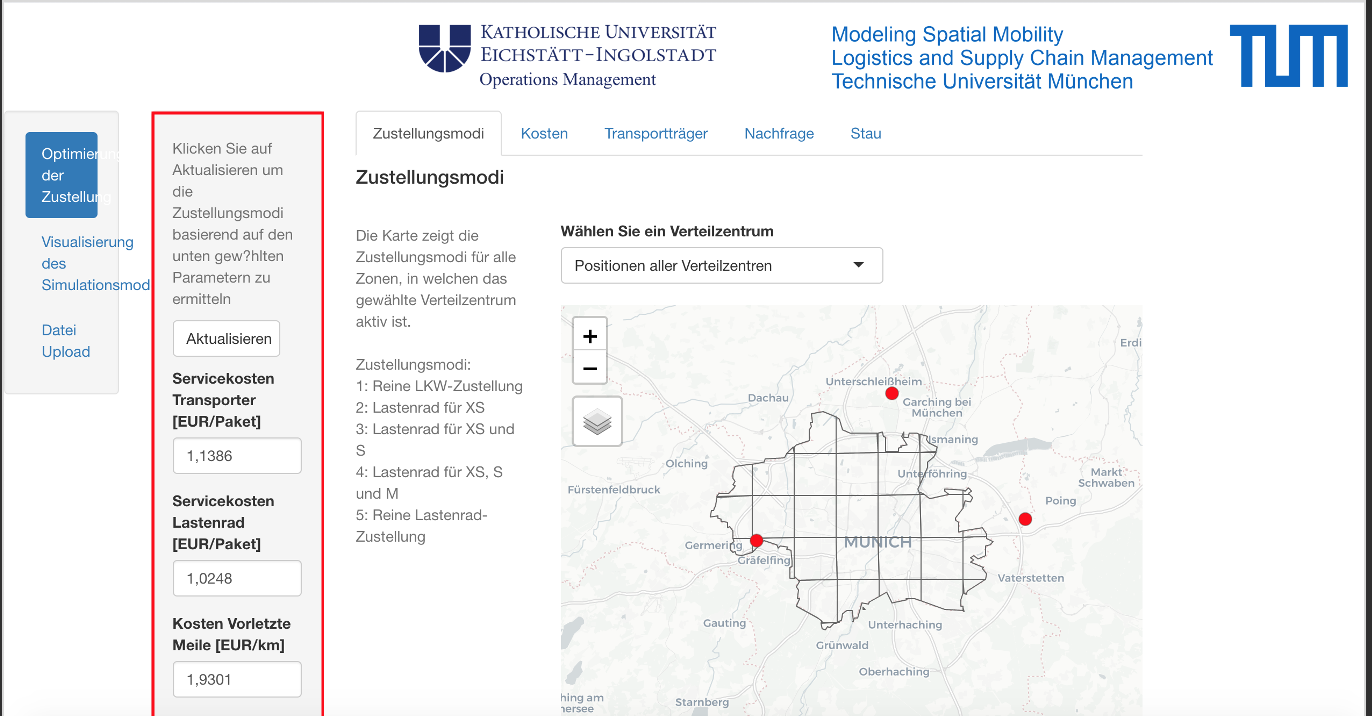 KATHOLISCHE UNIVERSITÄT
EICHSTÄTT-INGOLSTADT
Operations Management
Modeling Spatial Mobility
Logistics and Supply Chain Management
Technische Universität München
TUM
Optimierung
der
Zustellung
Visualisierung
des
Simulationsmod
Datei
Upload
Klicken Sie auf
Aktualisieren um
die
Zustellungsmodi
basierend auf den
unten gew?hlten
Parametern zu
ermitteln
Aktualisieren
Servicekosten
Transporter
[EUR/Paket]
1,1386
Servicekosten
Lastenrad
[EUR/Paket]
1,0248
Kosten Vorletzte
Meile [EUR/km]
1,9301
Zustellungsmodi
Kosten
Transportträger
Nachfrage
Stau
Zustellungsmodi
Die Karte zeigt die
Zustellungsmodi für alle
Zonen, in welchen das
gewählte Verteilzentrum
aktiv ist.
Zustellungsmodi:
1: Reine LKW-Zustellung
2: Lastenrad für XS
3: Lastenrad für XS und
S
4: Lastenrad für XS, S
und M
5: Reine Lastenrad-
Zustellung
Wählen Sie ein Verteilzentrum
Positionen aller Verteilzentren
+
−
Erdi
Unterschleißheim
Dachau
Garching bei
München
Ismaning
Olching
Unterföhring
Markt
Schwaben
Fürstenfeldbruck
Poing
Germering
MUNICH
Gräfelfing
Vaterstetten
Gauting
Unterhaching
Grünwald
Oberhaching
hing am
nersee
Starnberg